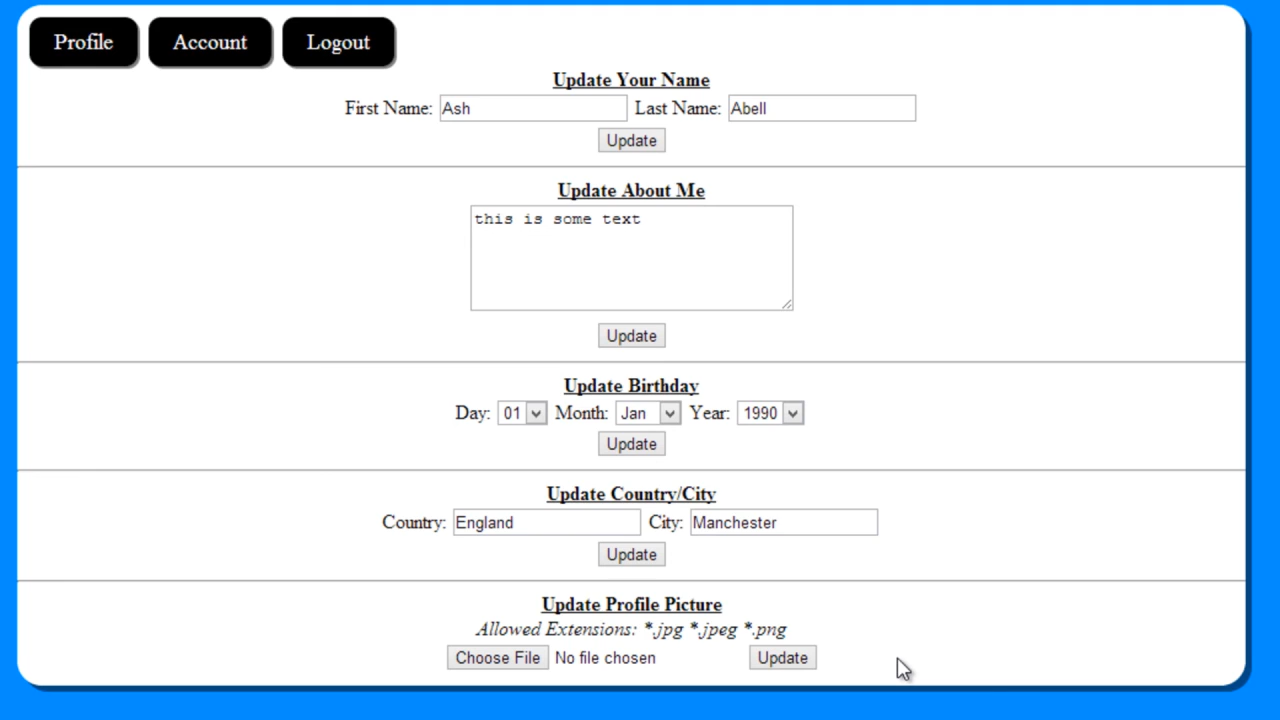 Profile Account Logout
Update Your Name
First Name: Ash Last Name: Abell
Update
Update About Me
this is some text
Update
Update Birthday
Day: 01 Month: Jan Year: 1990
Update
Update Country/City
Country: England City: Manchester
Update
Update Profile Picture
Allowed Extensions: *.jpg *.jpeg *.png
Choose File No file chosen Update